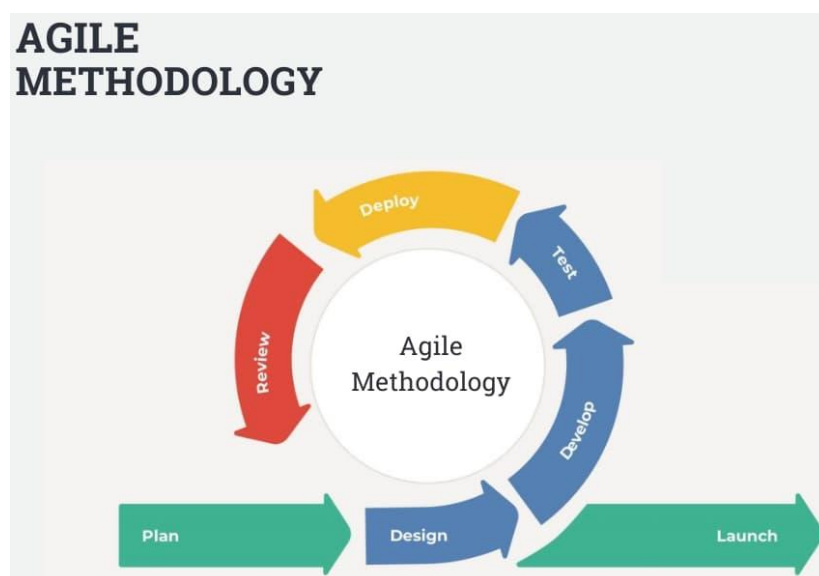 AGILE
METHODOLOGY
Deploy
Test
Review
Agile
Methodology
Develop
Plan
Design
Launch